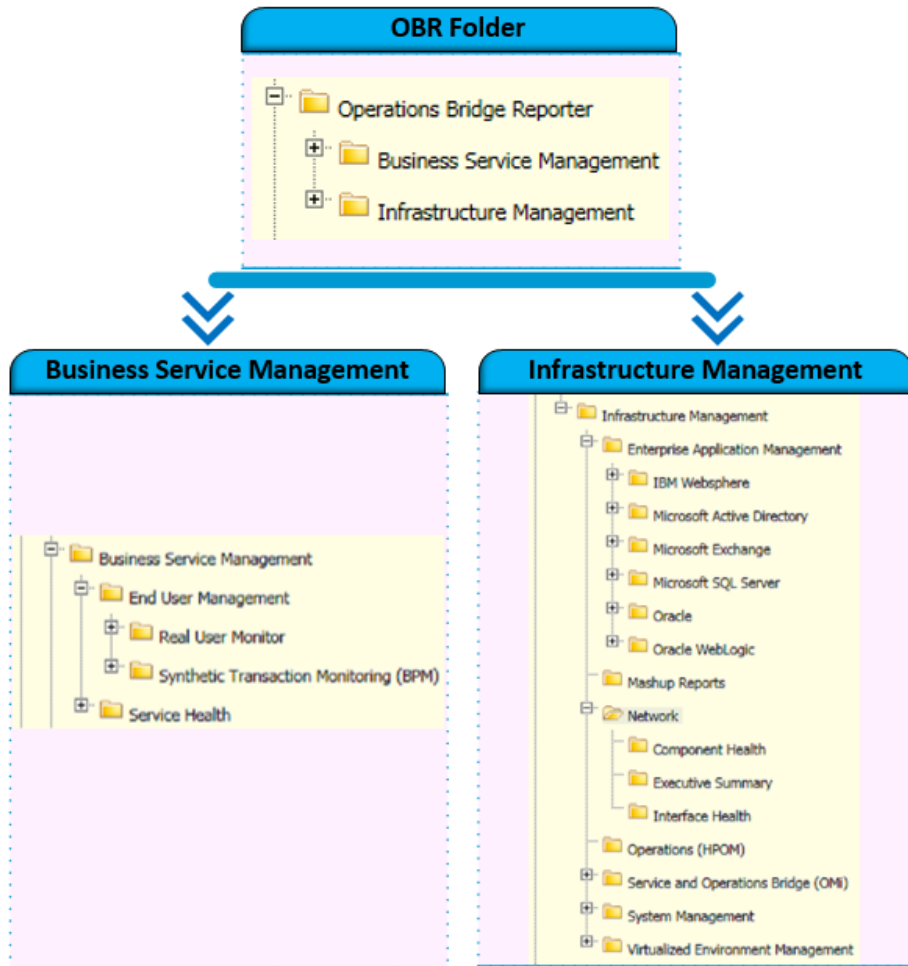 OBR Folder
Operations Bridge Reporter
Business Service Management
Infrastructure Management
Business Service Management
Business Service Management
End User Management
Real User Monitor
Synthetic Transaction Monitoring (BPM)
Service Health
Infrastructure Management
Infrastructure Management
Enterprise Application Management
IBM Websphere
Microsoft Active Directory
Microsoft Exchange
Microsoft SQL Server
Oracle
Oracle WebLogic
Mashup Reports
Network
Component Health
Executive Summary
Interface Health
Operations (HPOM)
Service and Operations Bridge (OMi)
System Management
Virtualized Environment Management